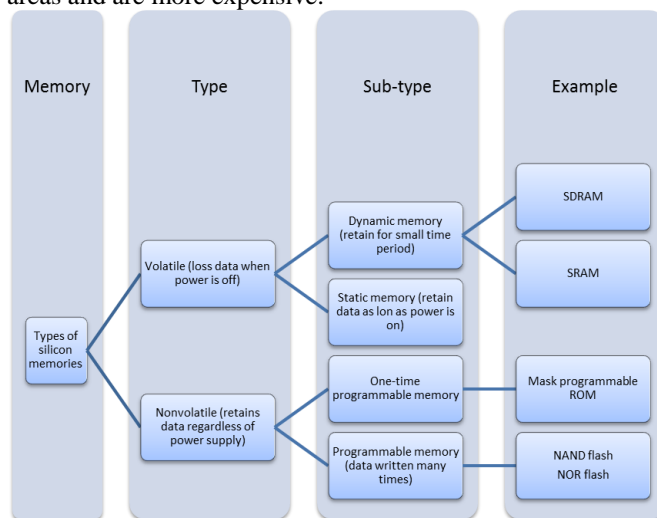 areas and are more expensive.
Memory
Type
Sub-type
Example
Types of
silicon
memories
Volatile (loss data when
power is off)
Nonvolatile (retains
data regardless of
power supply)
Dynamic memory
(retain for small time
period)
Static memory (retain
data as lon as power is
on)
One-time
programmable memory
Programmable memory
(data written many
times)
SDRAM
SRAM
Mask programmable
ROM
NAND flash
NOR flash